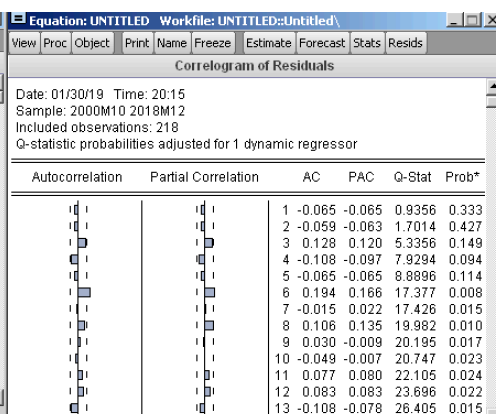 Equation: UNTITLED Workfile: UNTITLED::Untitled\
View Proc Object Print Name Freeze Estimate Forecast Stats Resids
Correlogram of Residuals
Date: 01/30/19 Time: 20:15
Sample: 2000M10 2018M12
Included observations: 218
Q-statistic probabilities adjusted for 1 dynamic regressor
Autocorrelation Partial Correlation AC PAC Q-Stat Prob*
1 -0.065 -0.065 0.9356 0.333
2 -0.059 -0.063 1.7014 0.427
3 0.128 0.120 5.3356 0.149
4 -0.108 -0.097 7.9294 0.094
5 -0.065 -0.065 8.8896 0.114
6 0.194 0.166 17.377 0.008
7 -0.015 0.022 17.426 0.015
8 0.106 0.135 19.982 0.010
9 0.030 -0.009 20.195 0.017
10 -0.049 -0.007 20.747 0.023
11 0.077 0.080 22.105 0.024
12 0.083 0.083 23.696 0.022
13 -0.108 -0.078 26.406 0.015